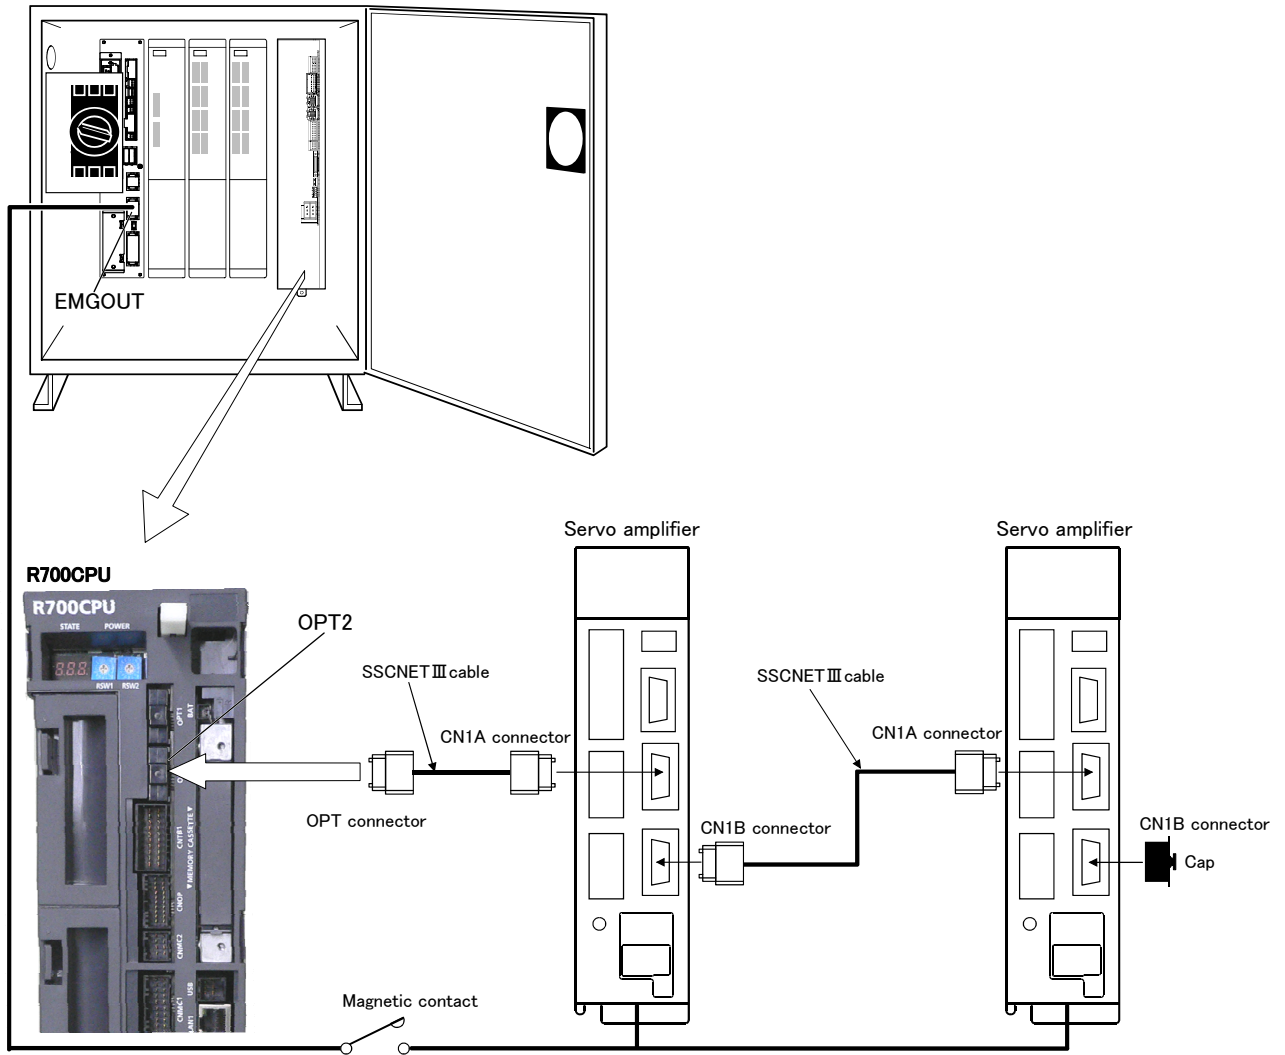 EMGOUT
Servo amplifier
Servo amplifier
R700CPU
R700CPU
STATE
POWER
888.
RSW1
RSW2
OPT2
SSCNETⅢcable
SSCNETⅢcable
OPT1
BAT
CN1A connector
CN1A connector
OPT connector
CN1B connector
CN1B connector
Cap
CNTB1
▼MEMORY CASSETTE▼
CNOP
CNMC2
CNMC1
USB
LAN1
Magnetic contact